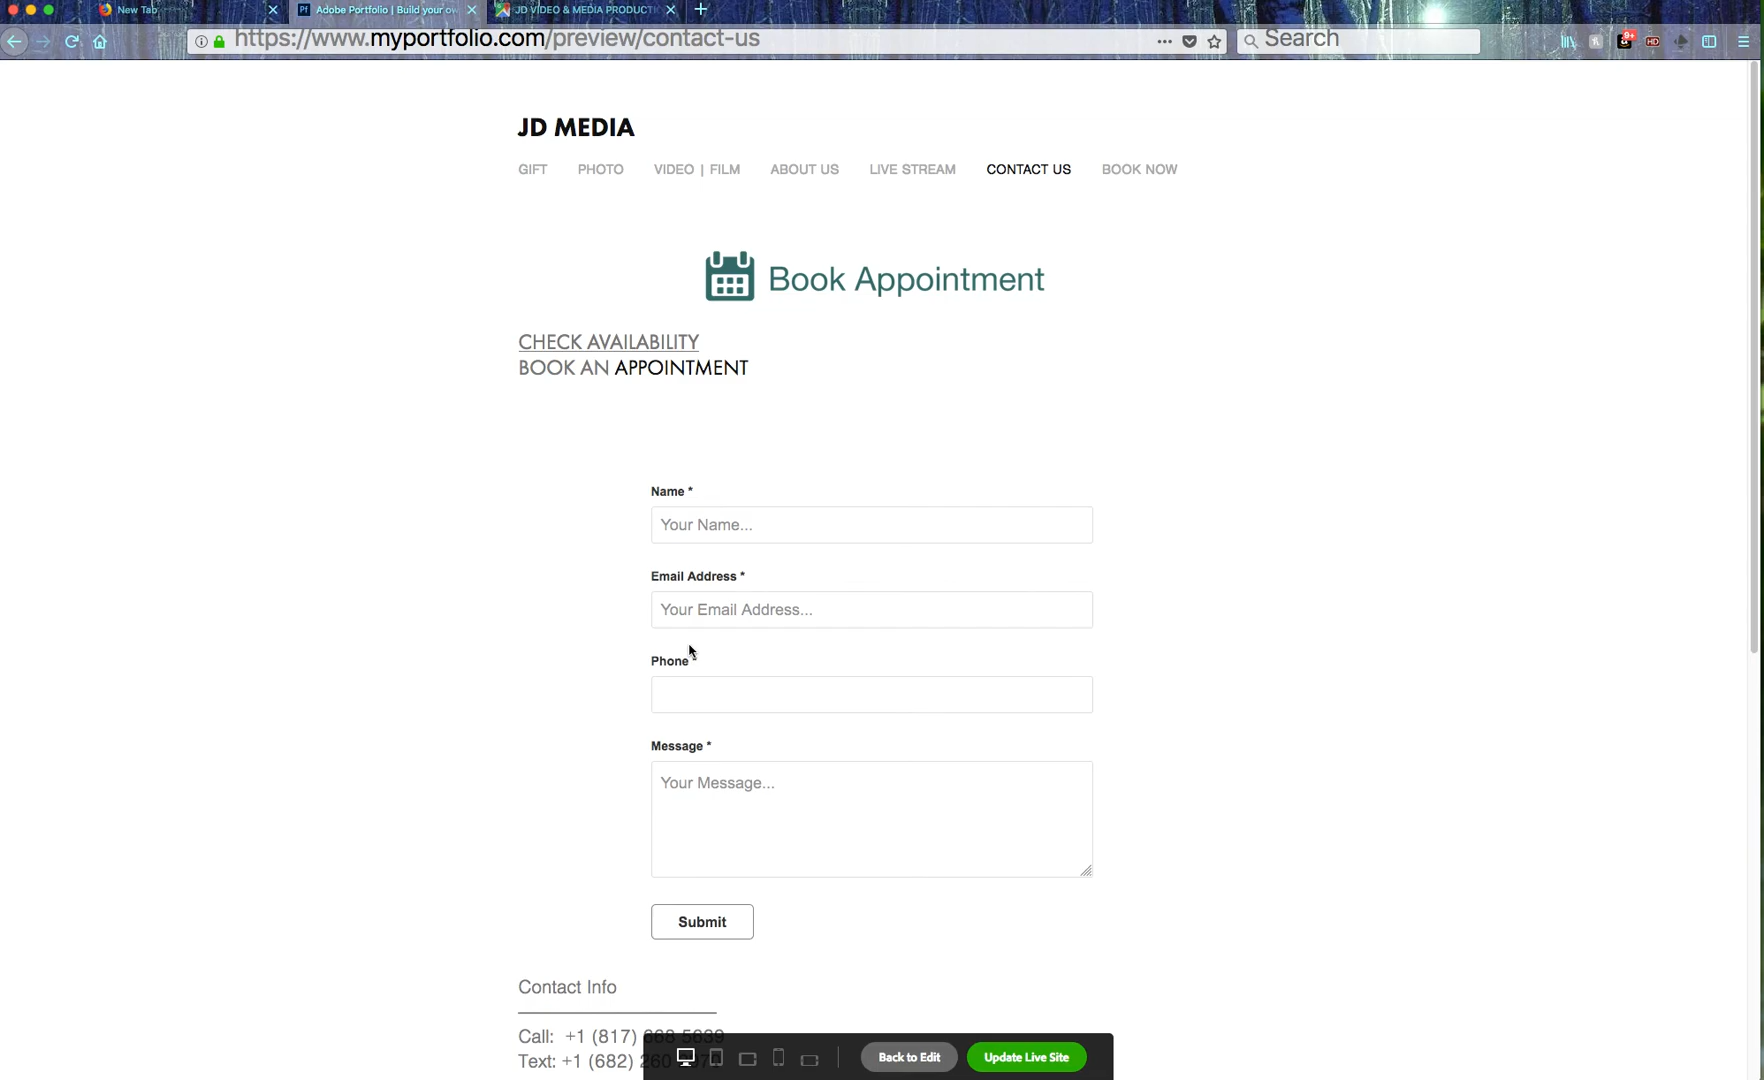 New Tab
Adobe Portfolio | Build your ow
JD VIDEO & MEDIA PRODUCT
https://www.myportfolio.com/preview/contact-us
Search
9+
HD
JD MEDIA
GIFT PHOTO VIDEO | FILM ABOUT US LIVE STREAM CONTACT US BOOK NOW
Book Appointment
CHECK AVAILABILITY
BOOK AN APPOINTMENT
Name *
Your Name...
Email Address *
Your Email Address...
Phone
Message *
Your Message...
Submit
Contact Info
Call: +1 (817)
Text: +1 (682)
Back to Edit
Update Live Site